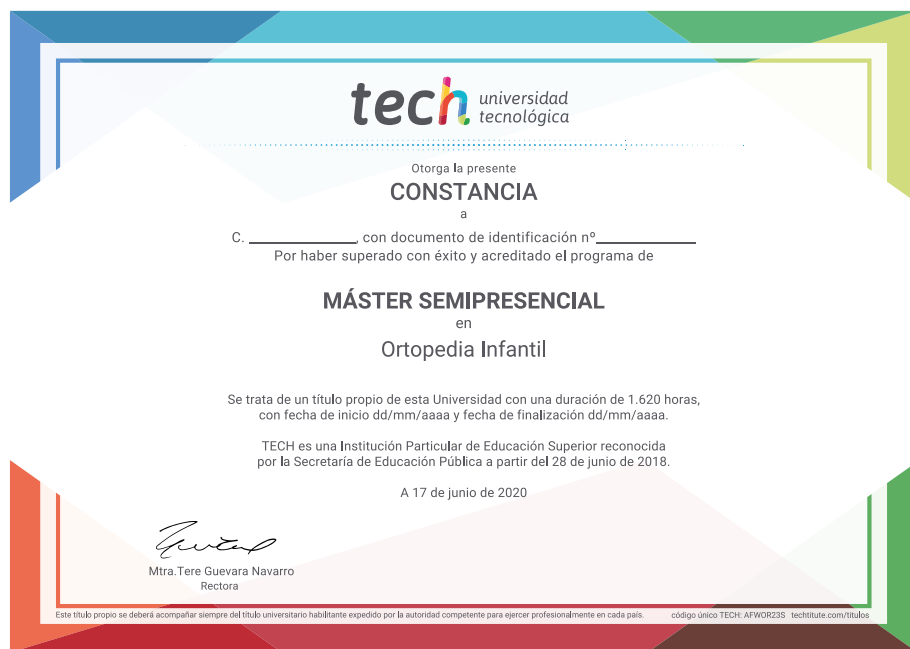 tech universidad
tecnológica
Otorga la presente
CONSTANCIA
a
C. ____________, con documento de identificación nº____________
Por haber superado con éxito y acreditado el programa de
MÁSTER SEMIPRESENCIAL
en
Ortopedia Infantil
Se trata de un título propio de esta Universidad con una duración de 1.620 horas,
con fecha de inicio dd/mm/aaaa y fecha de finalización dd/mm/aaaa.
TECH es una Institución Particular de Educación Superior reconocida
por la Secretaría de Educación Pública a partir del 28 de junio de 2018.
A 17 de junio de 2020
Mtra.Tere Guevara Navarro
Rectora
Este título propio se deberá acompañar siempre del título universitario habilitante expedido por la autoridad competente para ejercer profesionalmente en cada país. código único TECH: AFWOR23S techtitute.com/titulos